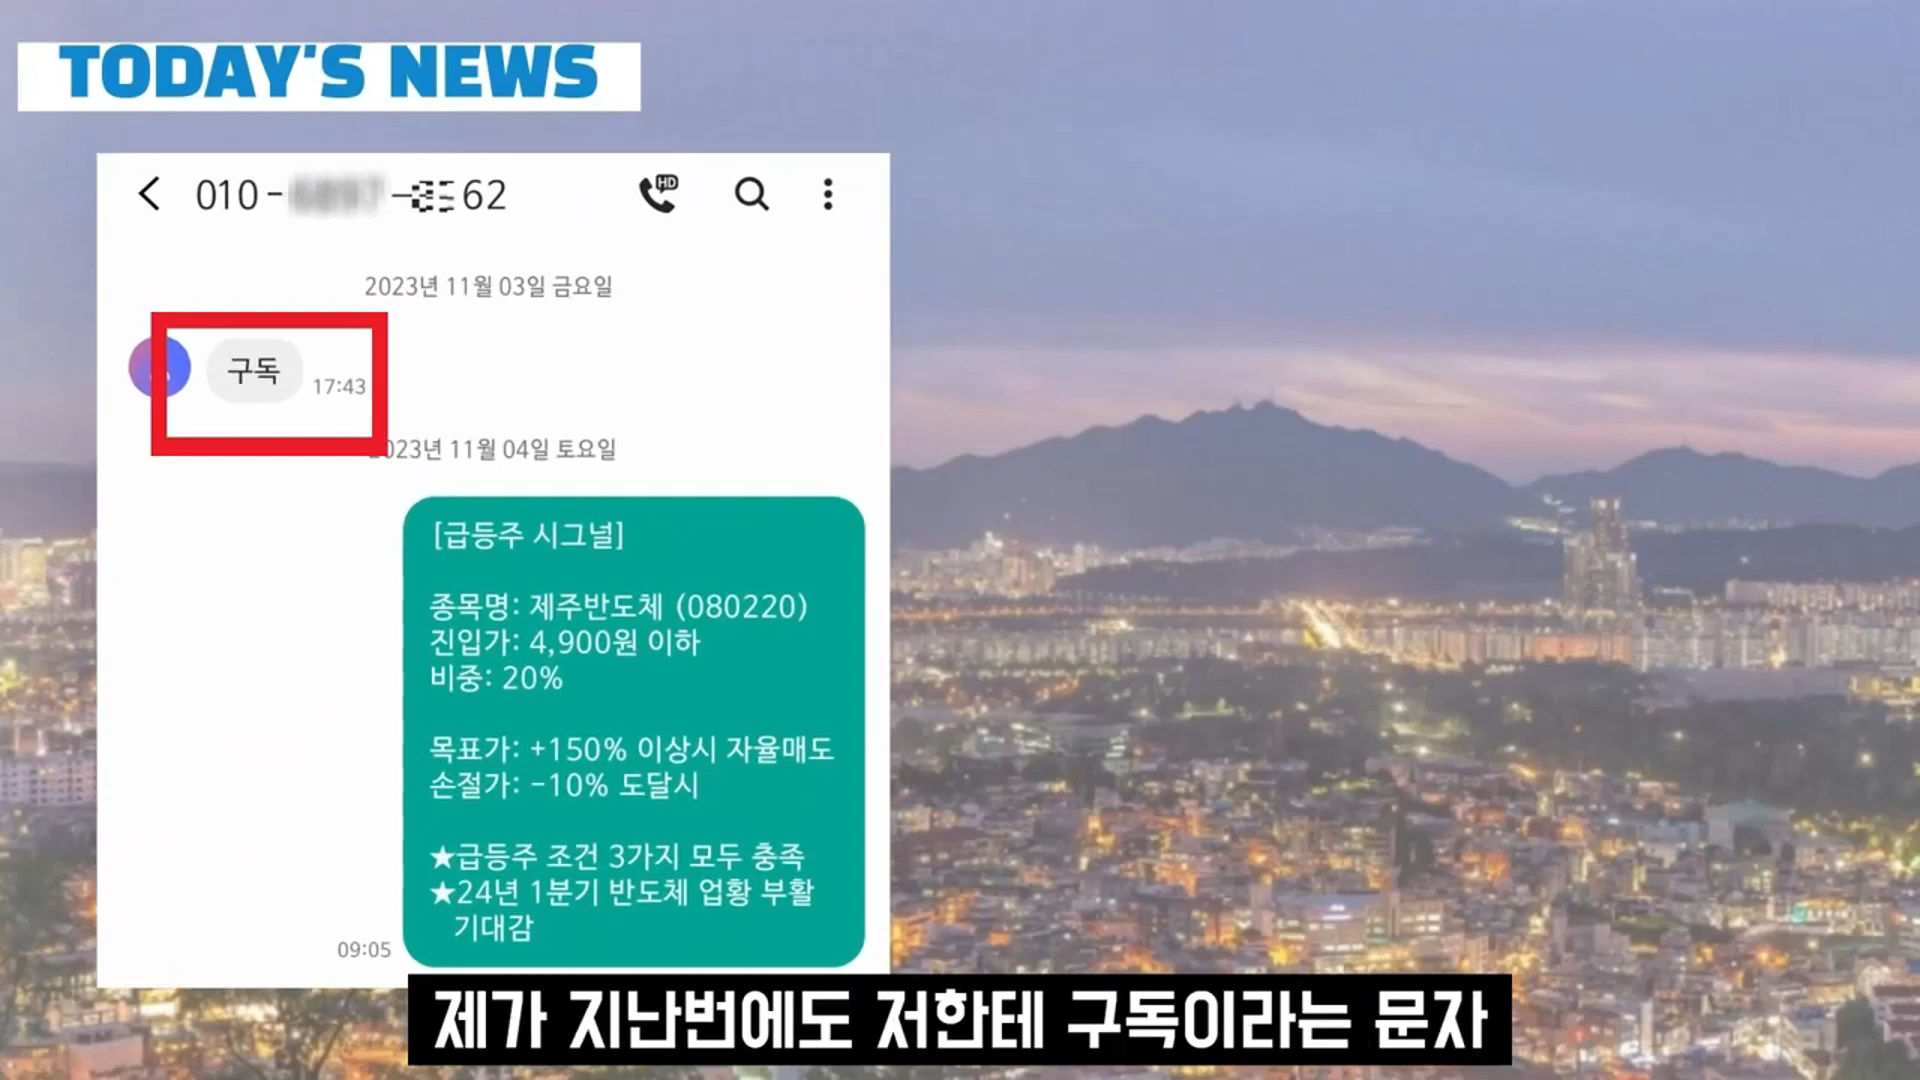 TODAY'S NEWS
010- 62
HD
2023년 11월 03일 금요일
구독
17:43
023년 11월 04일 토요일
[급등주 시그널]
종목명: 제주반도체 (080220)
진입가: 4,900원 이하
비중: 20%
목표가: +150% 이상시 자율매도
손절가: -10% 도달시
★급등주 조건 3가지 모두 충족
★24년 1분기 반도체 업황 부활
기대감
09:05
제가 지난번에도 저한테 구독이라는 문자